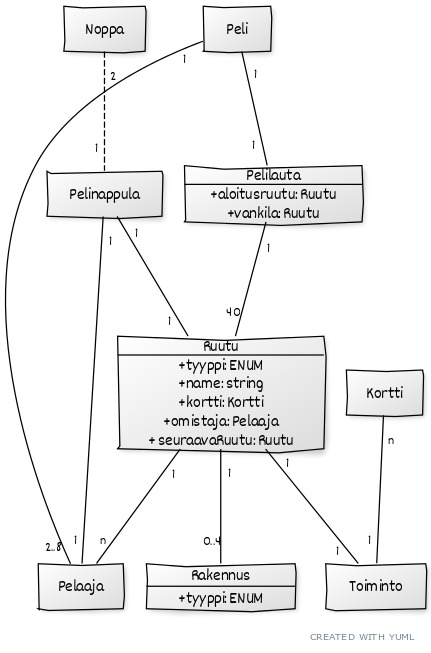 Noppa
Peli
2
1
1
1
1
Pelilauta
+aloitusruutu: Ruutu
+vankila: Ruutu
Pelinappula
1
1
1
40
1
Ruutu
+tyyppi: ENUM
+name: string
+kortti: Kortti
+omistaja: Pelaaja
+ seuraavaRuutu: Ruutu
Kortti
n
1
1
1
2..8
1
n
0..4
1
1
Pelaaja
Rakennus
+tyyppi: ENUM
Toiminto
CREATED WITH YUML